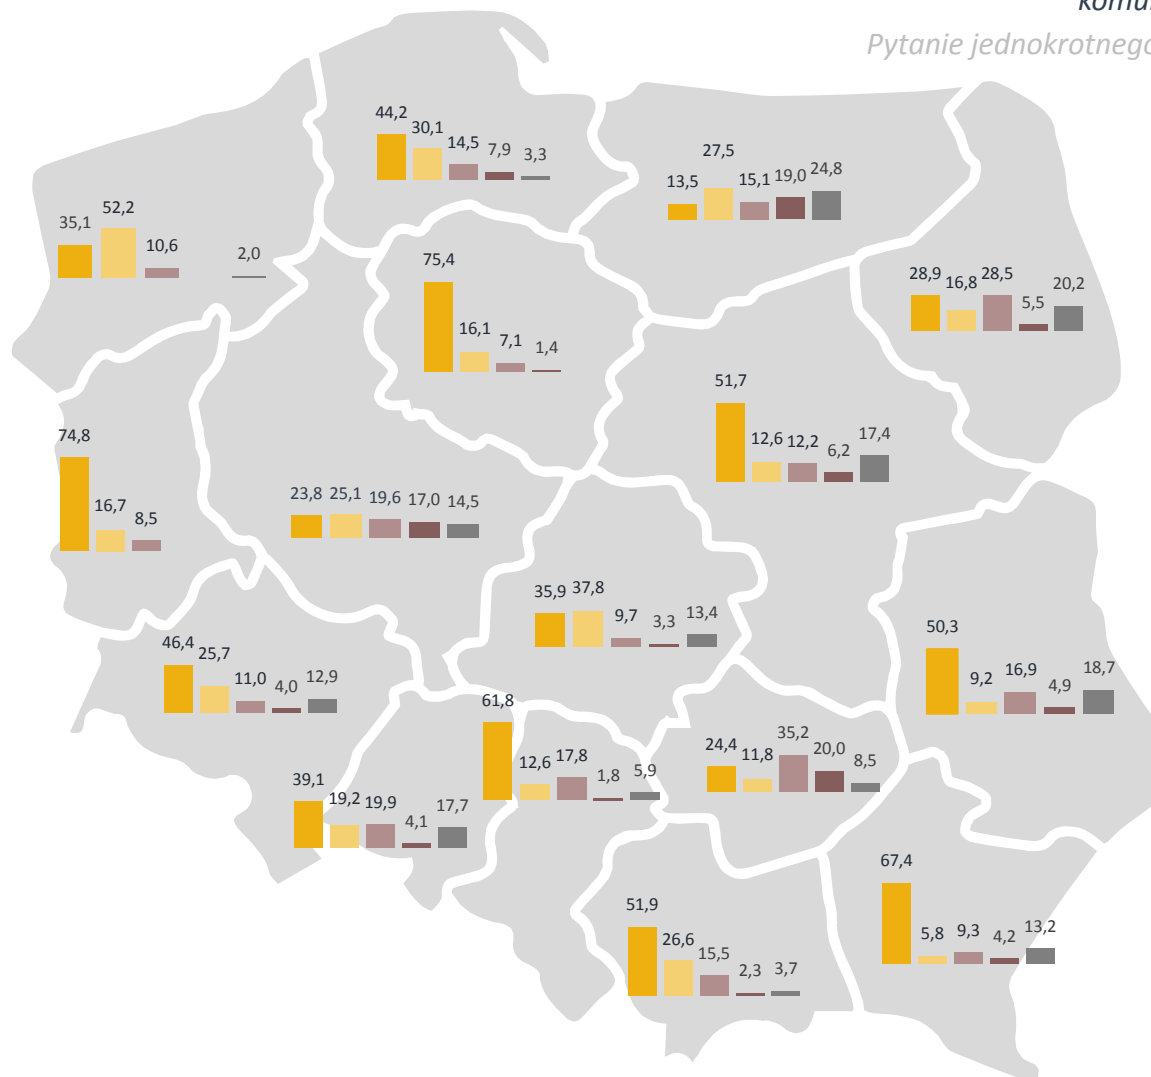 komu
Pytanie jednokrotnego
44,2 30,1 14,5 7,9 3,3
13,5 27,5 15,1 19,0 24,8
35,1 52,2 10,6 2,0
28,9 16,8 28,5 5,5 20,2
75,4 16,1 7,1 1,4
51,7 12,6 12,2 6,2 17,4
74,8 16,7 8,5
23,8 25,1 19,6 17,0 14,5
35,9 37,8 9,7 3,3 13,4
46,4 25,7 11,0 4,0 12,9
50,3 9,2 16,9 4,9 18,7
61,8 12,6 17,8 1,8 5,9
24,4 11,8 35,2 20,0 8,5
39,1 19,2 19,9 4,1 17,7
67,4 5,8 9,3 4,2 13,2
51,9 26,6 15,5 2,3 3,7